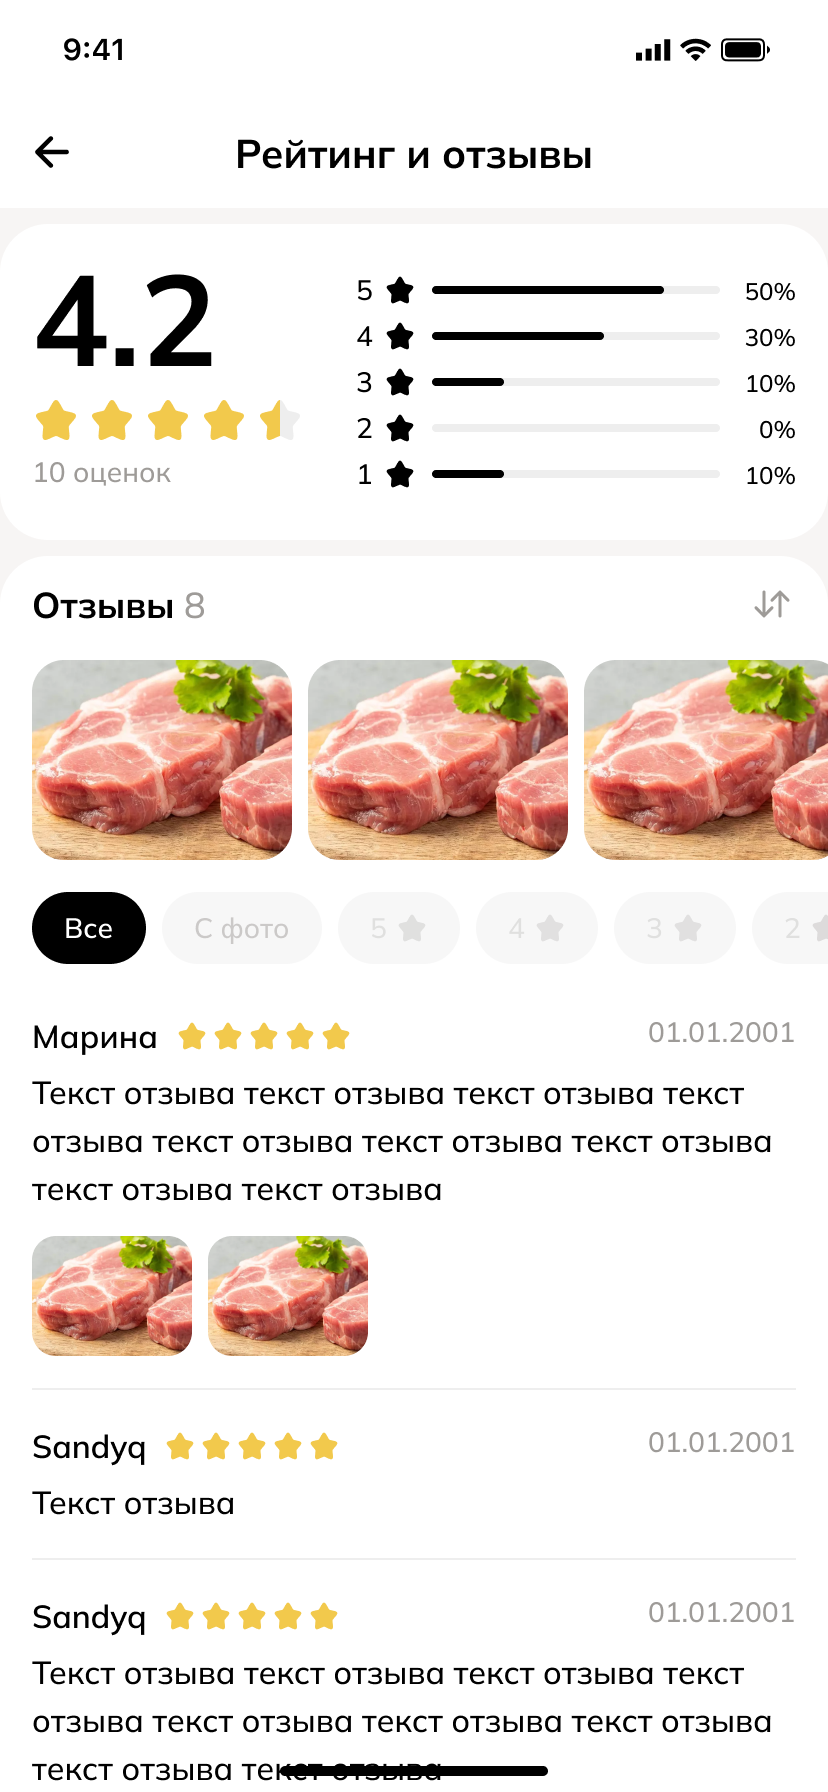 9:41
Рейтинг и отзывы
4.2
10 оценок
5 50%
4 30%
3 10%
2 0%
1 10%
Отзывы 8
Все С фото 5 4 3 2
Марина 01.01.2001
Текст отзыва текст отзыва текст отзыва текст
отзыва текст отзыва текст отзыва текст отзыва
текст отзыва текст отзыва
Sandyq 01.01.2001
Текст отзыва
Sandyq 01.01.2001
Текст отзыва текст отзыва текст отзыва текст
отзыва текст отзыва текст отзыва текст отзыва
текст отзыва текст отзыва